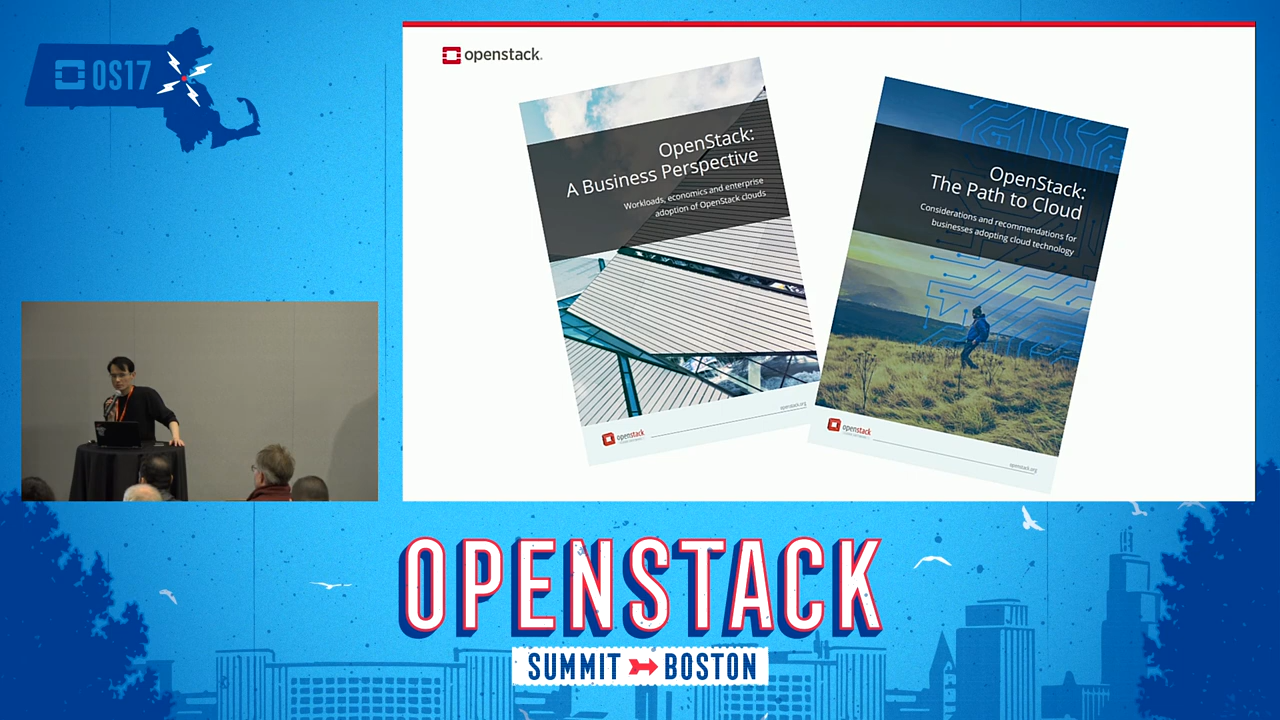 OS17
openstack.
OpenStack:
A Business Perspective
Workloads, economics and enterprise
adoption of OpenStack clouds
openstack
openstack.org
OpenStack:
The Path to Cloud
Considerations and recommendations for
businesses adopting cloud technology
openstack
openstack.org
OPENSTACK
SUMMIT BOSTON